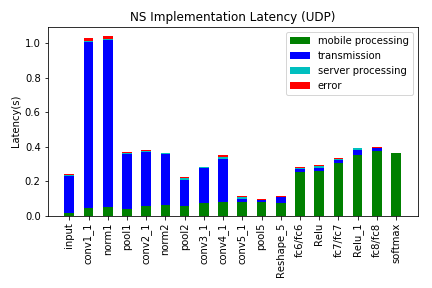 NS Implementation Latency (UDP)
mobile processing
transmission
server processing
error
Latency(s)
1.0
0.8
0.6
0.4
0.2
0.0
input
conv1_1
norm1
pool1
conv2_1
norm2
pool2
conv3_1
conv4_1
conv5_1
pool5
Reshape_5
fc6/fc6
Relu
fc7/fc7
Relu_1
fc8/fc8
softmax